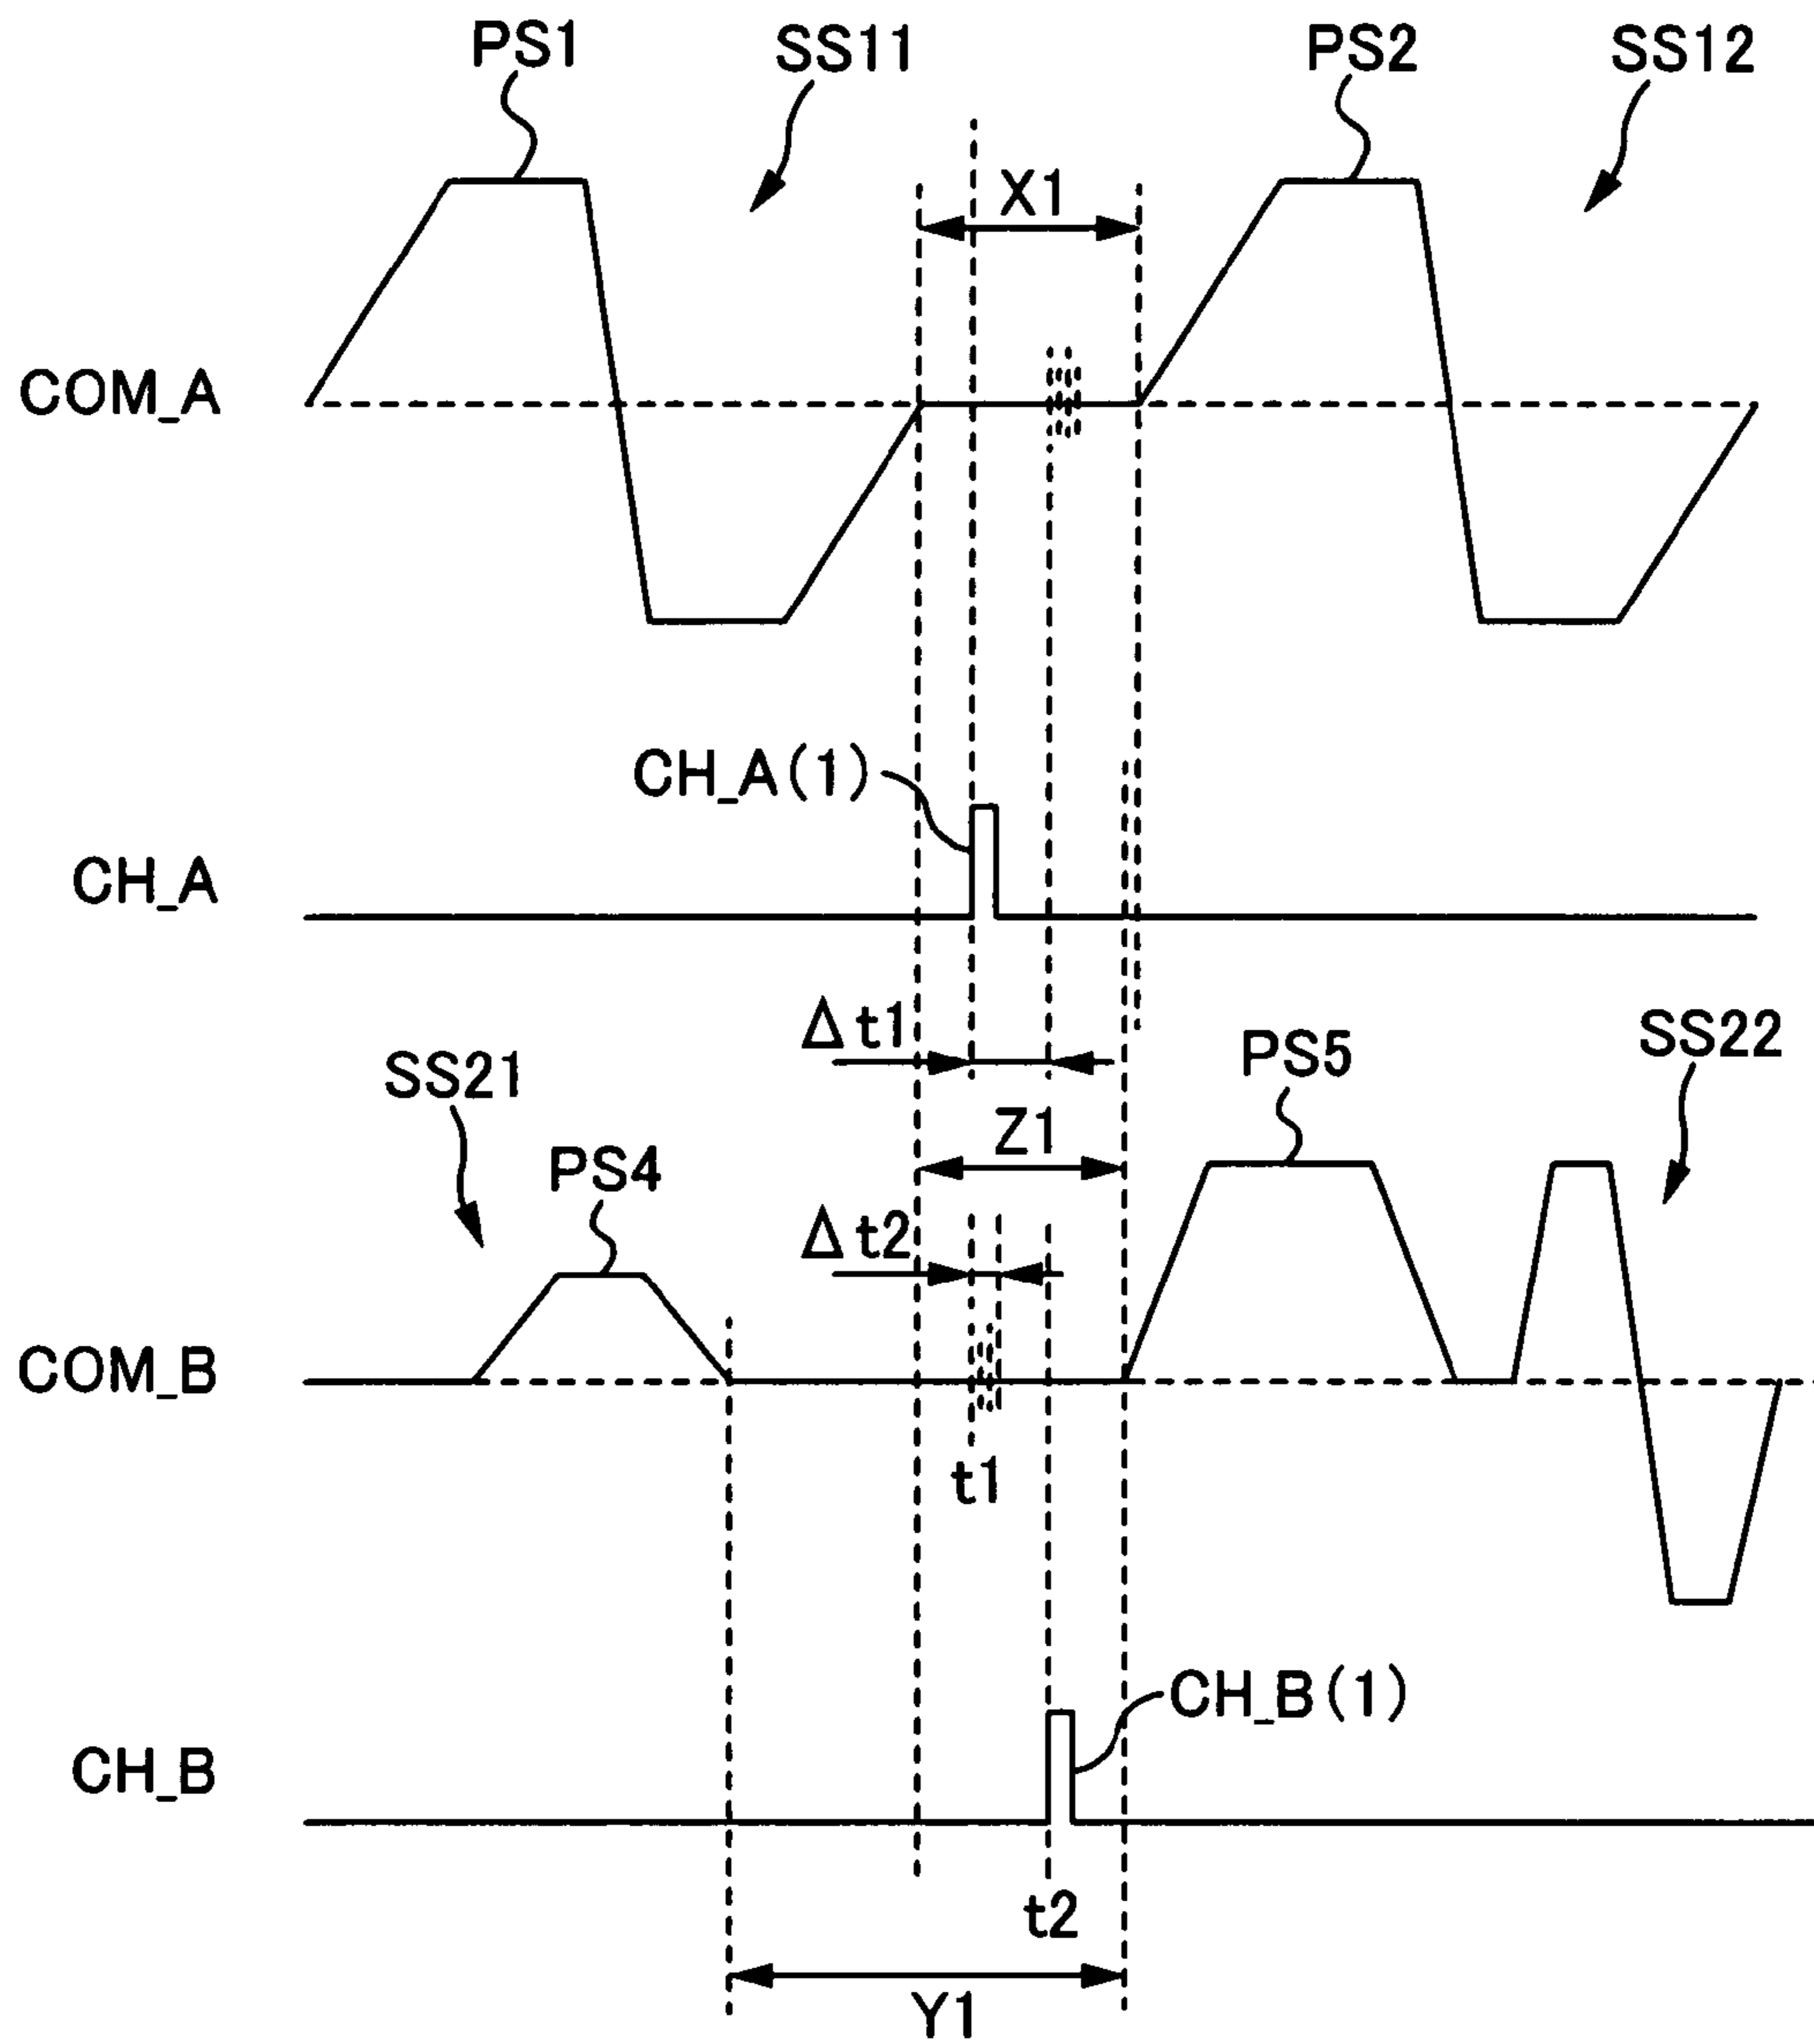 PS1
SS11
PS2
SS12
X1
COM_A
CH_A(1)
CH_A
Δt1
SS21
PS5
SS22
Z1
PS4
Δt2
COM_B
t1
CH_B(1)
CH_B
t2
Y1